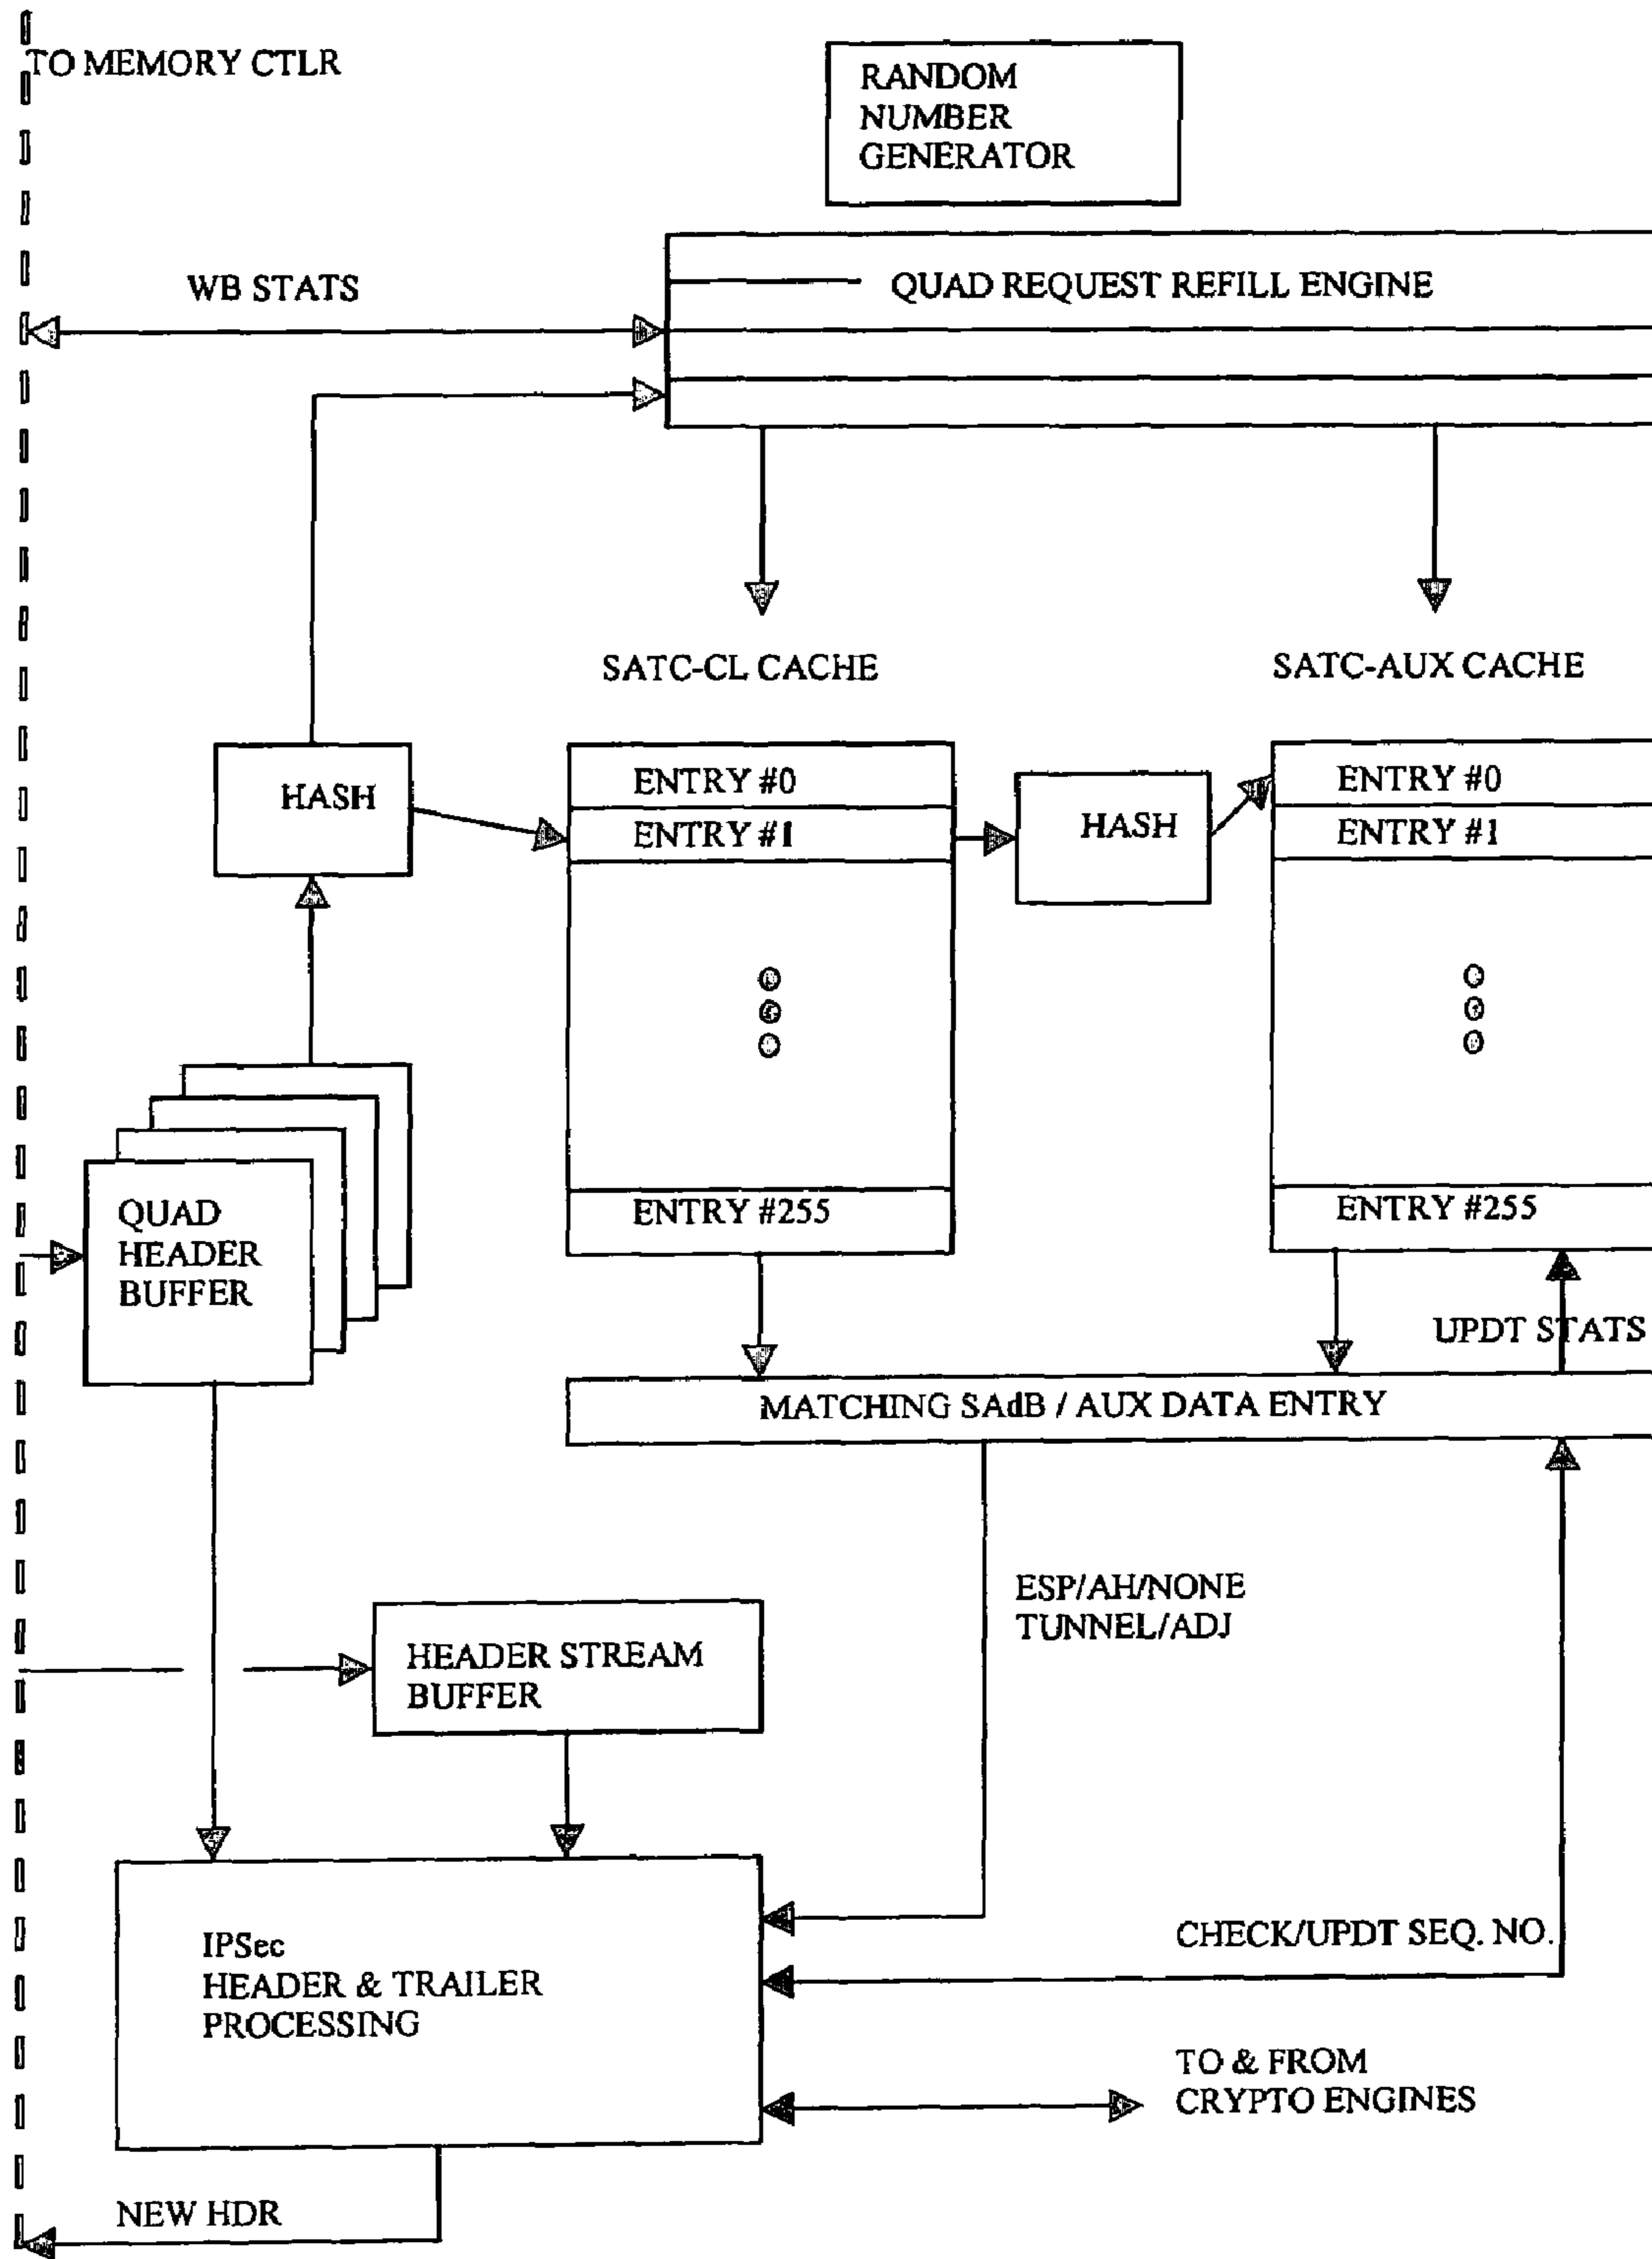 TO MEMORY CTLR
RANDOM
NUMBER
GENERATOR
WB STATS
QUAD REQUEST REFILL ENGINE
SATC-CL CACHE
SATC-AUX CACHE
HASH
ENTRY #0
ENTRY #1
HASH
ENTRY #0
ENTRY #1
QUAD
HEADER
BUFFER
ENTRY #255
ENTRY #255
UPDT STATS
MATCHING SAdB / AUX DATA ENTRY
ESP/AH/NONE
TUNNEL/ADJ
HEADER STREAM
BUFFER
IPSec
HEADER & TRAILER
PROCESSING
CHECK/UPDT SEQ. NO.
TO & FROM
CRYPTO ENGINES
NEW HDR